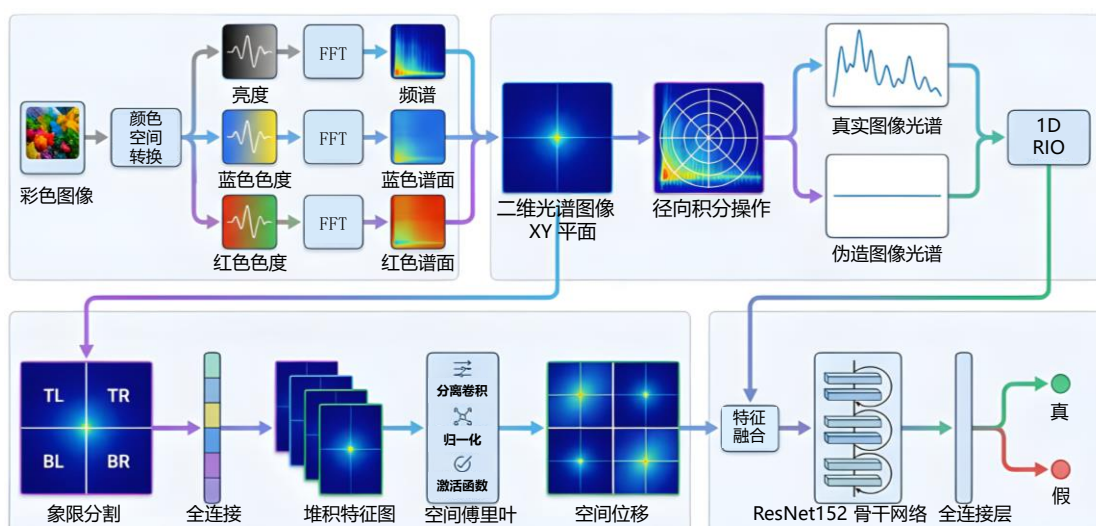 彩色图像
颜色
空间
转换
亮度
FFT
频谱
蓝色色度
FFT
蓝色谱面
红色色度
FFT
红色谱面
二维光谱图像
XY 平面
径向积分操作
真实图像光谱
伪造图像光谱
1D
RIO
TL TR
BL BR
象限分割
全连接
堆积特征图
分离卷积
归一化
激活函数
空间傅里叶
空间位移
特征
融合
ResNet152 骨干网络
全连接层
真
假